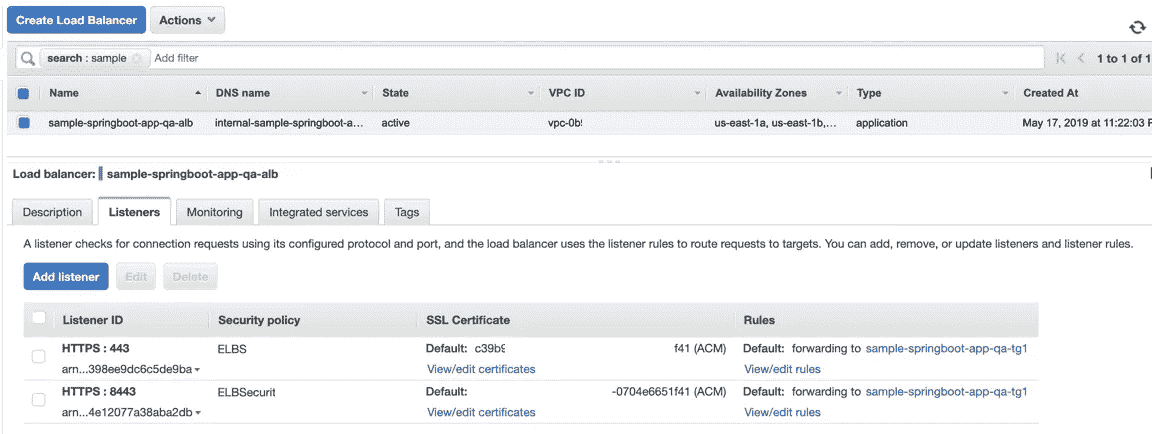 Create Load Balancer Actions
search : sample Add filter 1 to 1 of 1
Name DNS name State VPC ID Availability Zones Type Created At
sample-springboot-app-qa-alb internal-sample-springboot-a... active vpc-0b us-east-1a, us-east-1b,... application May 17, 2019 at 11:22:03
Load balancer: sample-springboot-app-qa-alb
Description Listeners Monitoring Integrated services Tags
A listener checks for connection requests using its configured protocol and port, and the load balancer uses the listener rules to route requests to targets. You can add, remove, or update listeners and listener rules.
Add listener Edit Delete
Listener ID Security policy SSL Certificate Rules
HTTPS : 443 ELBS Default: c39b9 f41 (ACM) Default: forwarding to sample-springboot-app-qa-tg1
arn...398ee9dc6c5de9ba View/edit certificates View/edit rules
HTTPS : 8443 ELBSecurit Default: -0704e6651f41 (ACM) Default: forwarding to sample-springboot-app-qa-tg1
arn...4e12077a38aba2db View/edit certificates View/edit rules